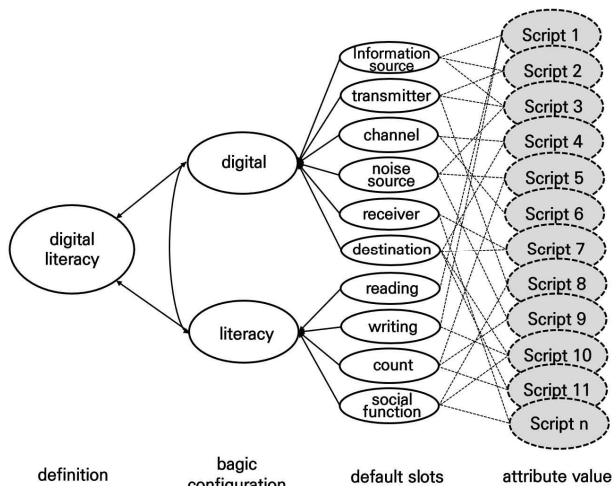 Information
source
transmitter
channel
noise
source
receiver
destination
reading
writing
count
social
function
digital
literacy
digital
literacy
Script 1
Script 2
Script 3
Script 4
Script 5
Script 6
Script 7
Script 8
Script 9
Script 10
Script 11
Script n
definition
bagic
configuration
default slots
attribute value